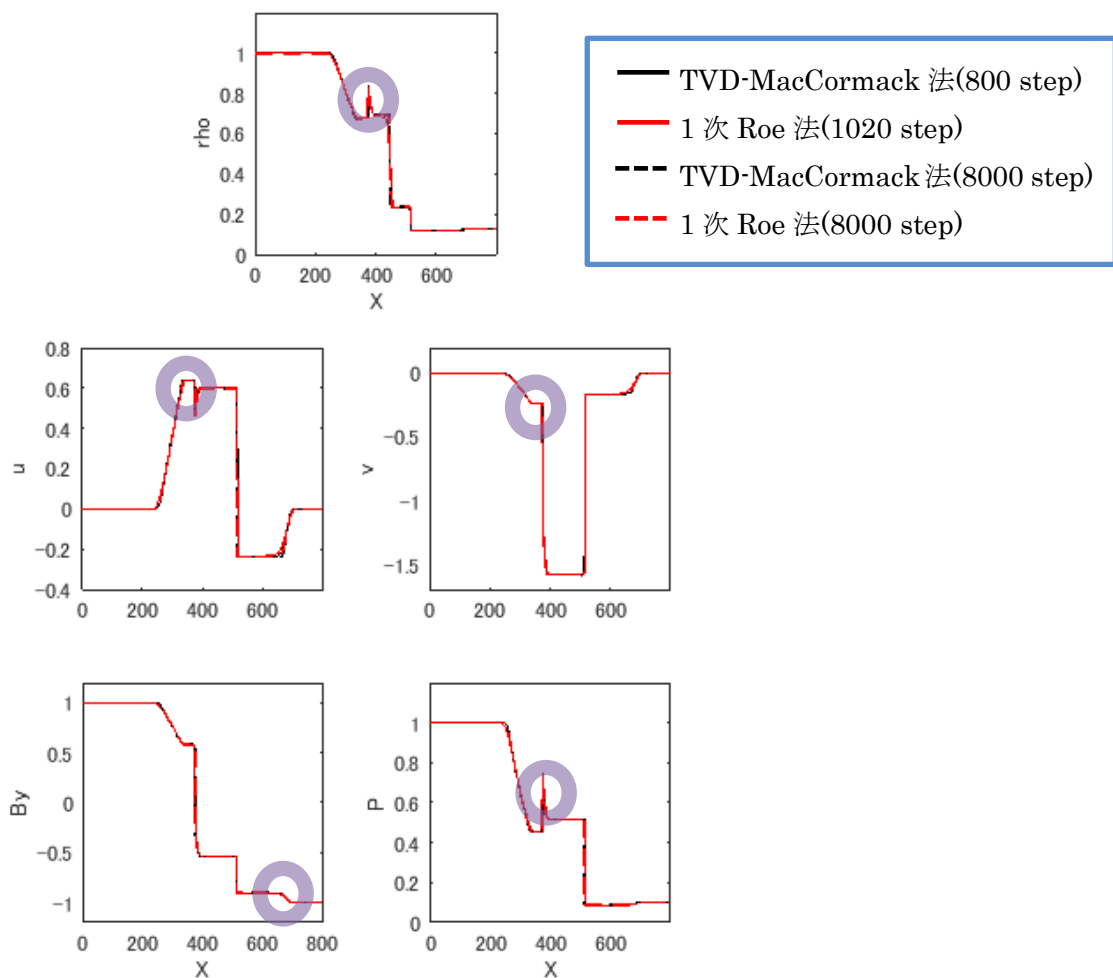 1
0.8
0.6
0.4
0.2
0
rho
0 200 400 600
X
TVD-MacCormack 法(800 step)
1 次 Roe 法(1020 step)
TVD-MacCormack 法(8000 step)
1 次 Roe 法(8000 step)
0.8
0.6
0.4
0.2
0
−0.2
−0.4
u
0 200 400 600
0
−0.5
−1
−1.5
v
0 200 400 600
1
0.5
0
−0.5
−1
By
0 200 400 600 800
X
1
0.8
0.6
0.4
0.2
0
P
0 200 400 600
X